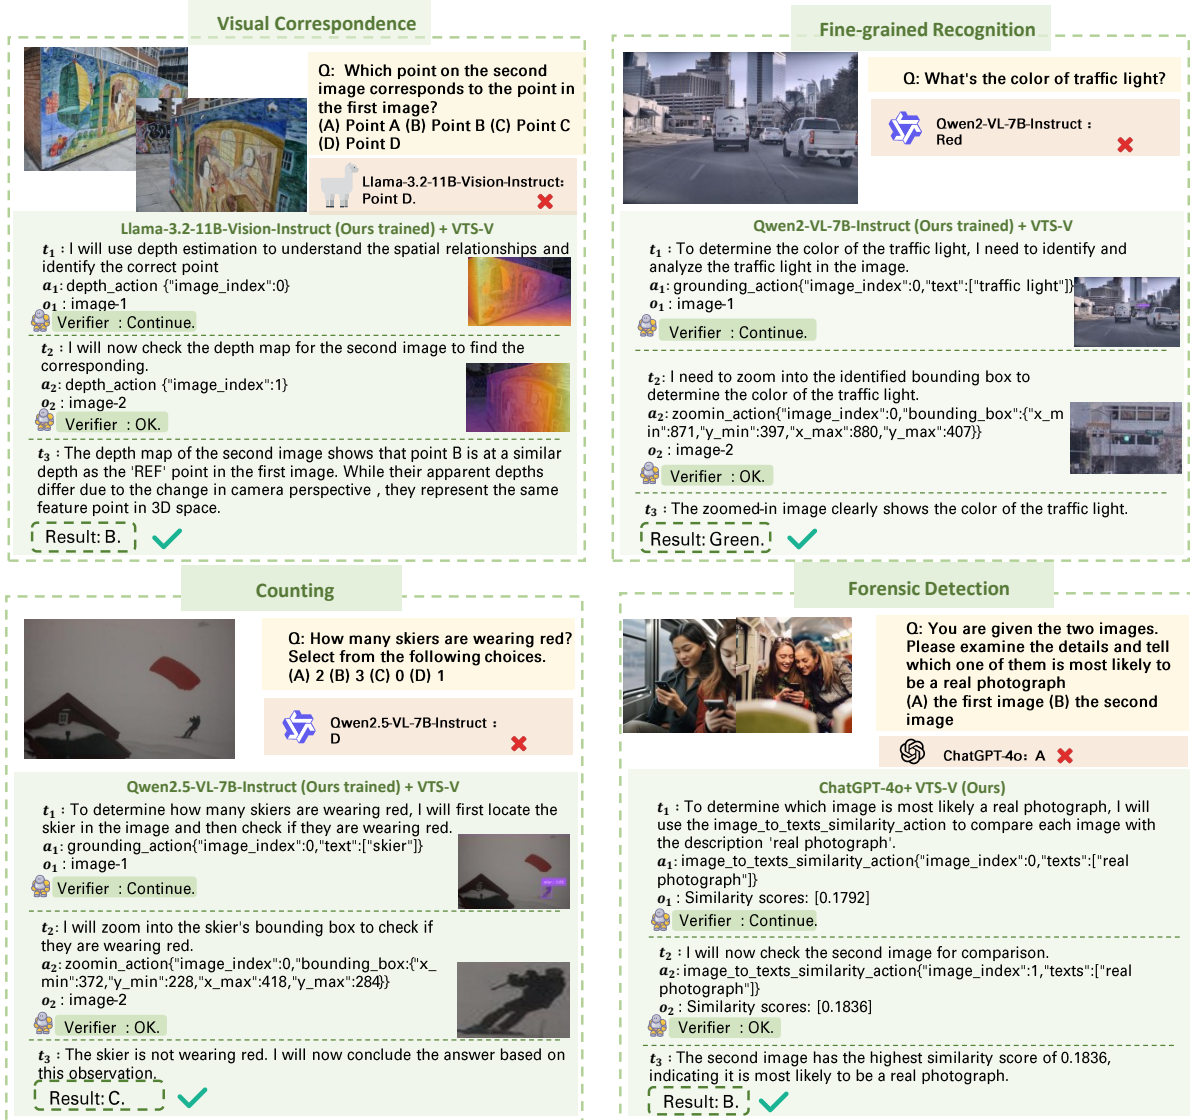 Visual Correspondence
Q: Which point on the second
image corresponds to the point in
the first image?
(A) Point A (B) Point B (C) Point C
(D) Point D
Llama-3.2-11B-Vision-Instruct:
Point D.
Llama-3.2-11B-Vision-Instruct (Ours trained) + VTS-V
t₁ : I will use depth estimation to understand the spatial relationships and
identify the correct point
a₁: depth_action {"image_index":0}
o₁ : image-1
Verifier : Continue.
t₂ : I will now check the depth map for the second image to find the
corresponding.
a₂: depth_action {"image_index":1}
o₂ : image-2
Verifier : OK.
t₃ : The depth map of the second image shows that point B is at a similar
depth as the 'REF' point in the first image. While their apparent depths
differ due to the change in camera perspective , they represent the same
feature point in 3D space.
Result: B.
Fine-grained Recognition
Q: What's the color of traffic light?
Qwen2-VL-7B-Instruct :
Red
Qwen2-VL-7B-Instruct (Ours trained) + VTS-V
t₁ : To determine the color of the traffic light, I need to identify and
analyze the traffic light in the image.
a₁: grounding_action{"image_index":0,"text":["traffic light"]}
o₁ : image-1
Verifier : Continue.
t₂: I need to zoom into the identified bounding box to
determine the color of the traffic light.
a₂: zoomin_action{"image_index":0,"bounding_box":{"x_m
in":871,"y_min":397,"x_max":880,"y_max":407}}
o₂ : image-2
Verifier : OK.
t₃ : The zoomed-in image clearly shows the color of the traffic light.
Result: Green.
Counting
Q: How many skiers are wearing red?
Select from the following choices.
(A) 2 (B) 3 (C) 0 (D) 1
Qwen2.5-VL-7B-Instruct :
D
Qwen2.5-VL-7B-Instruct (Ours trained) + VTS-V
t₁ : To determine how many skiers are wearing red, I will first locate the
skier in the image and then check if they are wearing red.
a₁: grounding_action{"image_index":0,"text":["skier"]}
o₁ : image-1
Verifier : Continue.
t₂: I will zoom into the skier's bounding box to check if
they are wearing red.
a₂: zoomin_action{"image_index":0,"bounding_box:{"x_
min":372,"y_min":228,"x_max":418,"y_max":284}}
o₂ : image-2
Verifier : OK.
t₃ : The skier is not wearing red. I will now conclude the answer based on
this observation.
Result: C.
Forensic Detection
Q: You are given the two images.
Please examine the details and tell
which one of them is most likely to
be a real photograph
(A) the first image (B) the second
image
ChatGPT-4o: A
ChatGPT-4o+ VTS-V (Ours)
t₁ : To determine which image is most likely a real photograph, I will
use the image_to_texts_similarity_action to compare each image with
the description 'real photograph'.
a₁: image_to_texts_similarity_action{"image_index":0,"texts":["real
photograph"]}
o₁ : Similarity scores: [0.1792]
Verifier : Continue.
t₂ : I will now check the second image for comparison.
a₂: image_to_texts_similarity_action{"image_index":1,"texts":["real
photograph"]}
o₂ : Similarity scores: [0.1836]
Verifier : OK.
t₃ : The second image has the highest similarity score of 0.1836,
indicating it is most likely to be a real photograph.
Result: B.